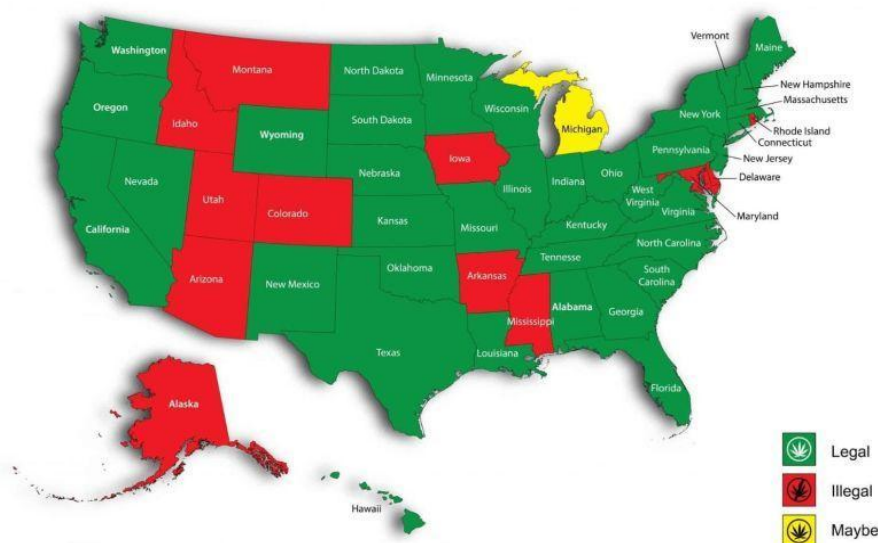 Washington
Montana
North Dakota
Minnesota
Vermont
Maine
Oregon
Idaho
Wyoming
South Dakota
Wisconsin
Michigan
New York
New Hampshire
Massachusetts
Rhode Island
Connecticut
Nevada
Utah
Colorado
Nebraska
Iowa
Illinois
Indiana
Ohio
Pennsylvania
New Jersey
Delaware
Maryland
California
Kansas
Missouri
Kentucky
West
Virginia
Virginia
Arizona
New Mexico
Oklahoma
Arkansas
Tennesse
North Carolina
South
Carolina
Texas
Louisiana
Mississippi
Alabama
Georgia
Florida
Alaska
Hawaii
Legal
Illegal
Maybe